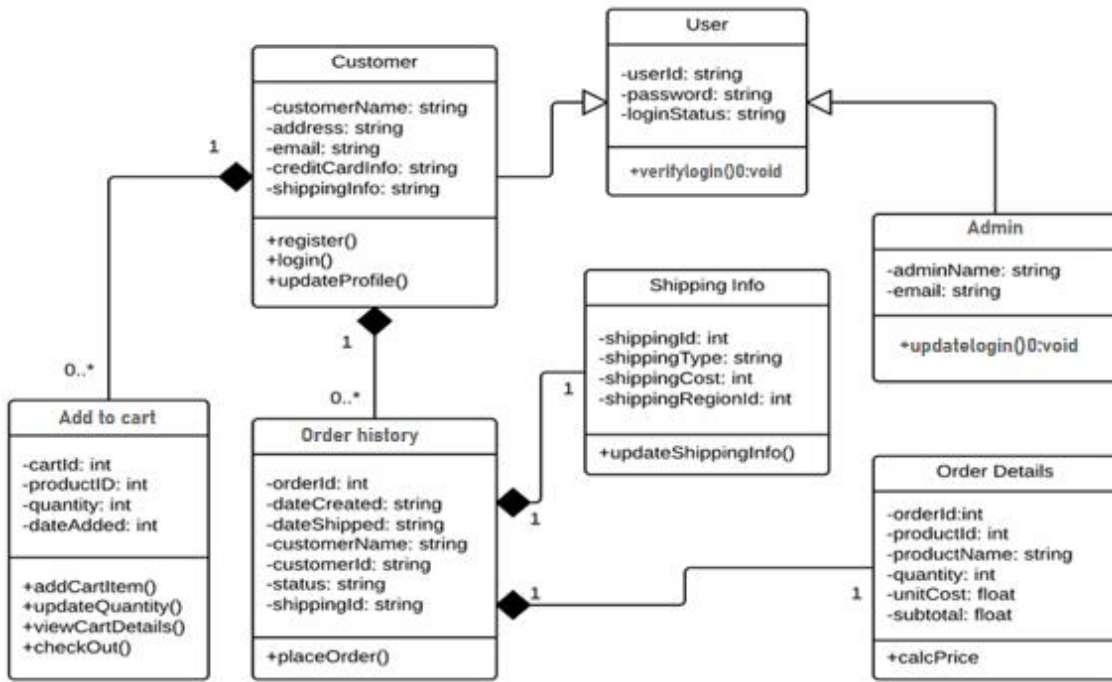 User
-userId: string
-password: string
-loginStatus: string
+verifylogin()0:void
Customer
-customerName: string
-address: string
-email: string
-creditCardInfo: string
-shippingInfo: string
+register()
+login()
+updateProfile()
1
0..*
1
0..*
Admin
-adminName: string
-email: string
+updatelogin()0:void
Shipping Info
-shippingId: int
-shippingType: string
-shippingCost: int
-shippingRegionId: int
+updateShippingInfo()
1
1
Add to cart
-cartId: int
-productID: int
-quantity: int
-dateAdded: int
+addCartItem()
+updateQuantity()
+viewCartDetails()
+checkOut()
Order history
-orderId: int
-dateCreated: string
-dateShipped: string
-customerName: string
-customerId: string
-status: string
-shippingId: string
+placeOrder()
1
1
Order Details
-orderId:int
-productId: int
-productName: string
-quantity: int
-unitCost: float
-subtotal: float
+calcPrice